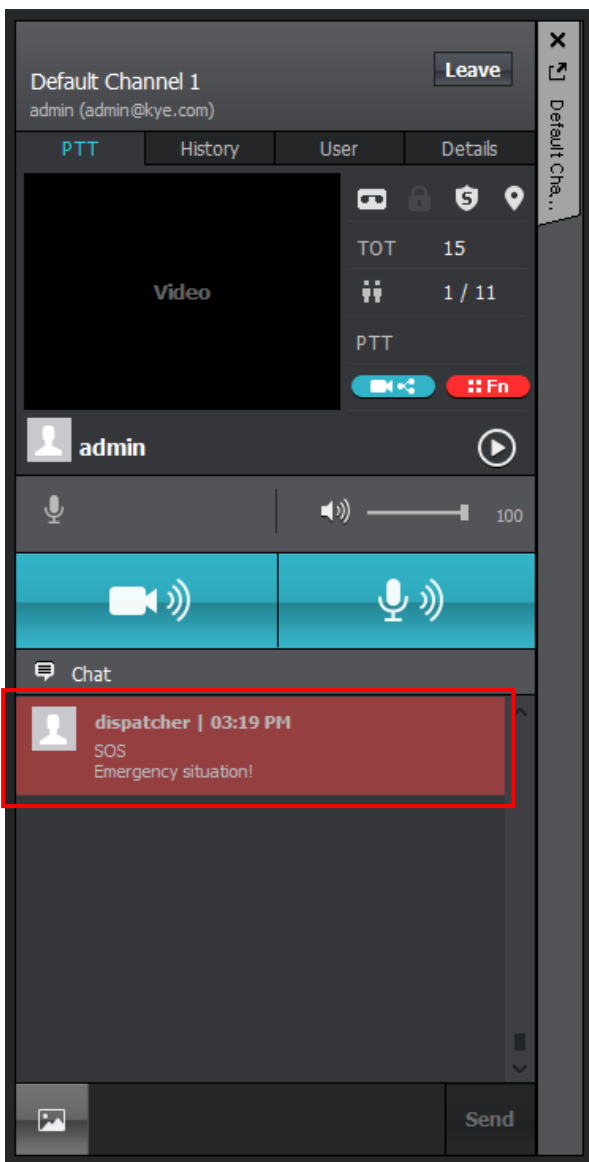 Default Channel 1
Leave
admin (admin@kye.com)
PTT
History
User
Details
Video
S
TOT
15
1 / 11
PTT
Fn
admin
100
Chat
dispatcher | 03:19 PM
SOS
Emergency situation!
Send
Default Cha...